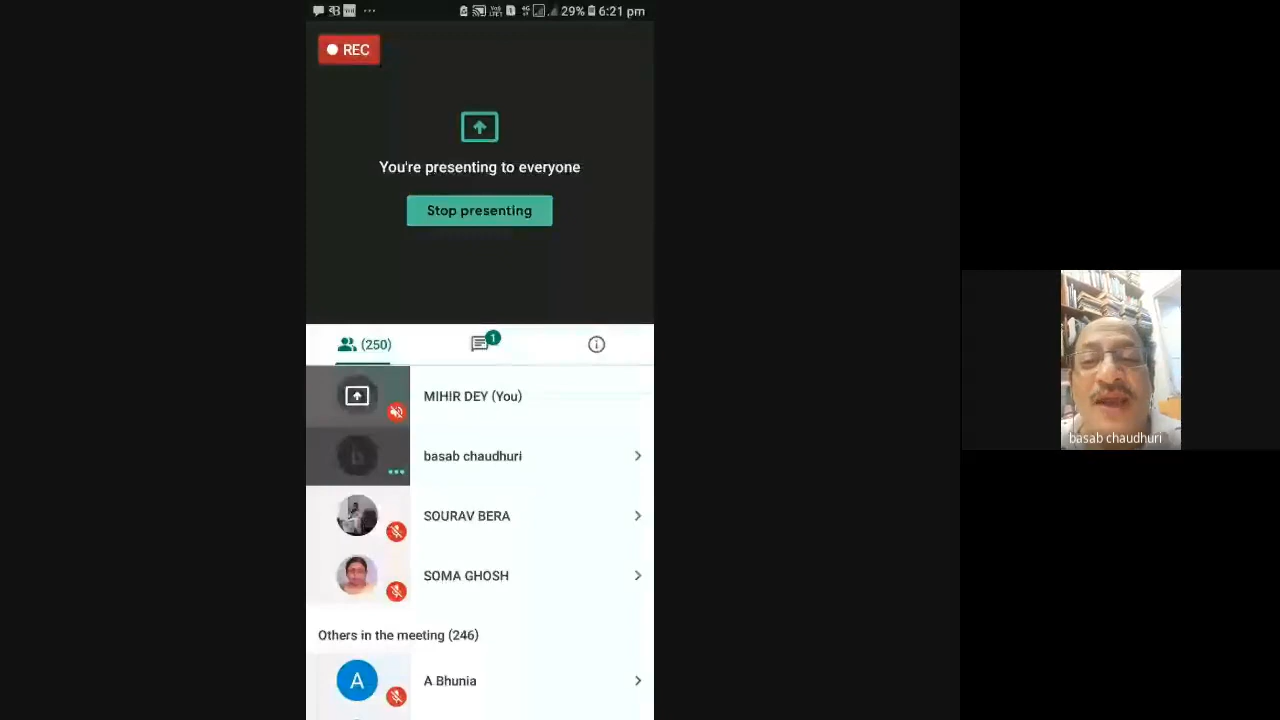 29% 6:21 pm
REC
You're presenting to everyone
Stop presenting
(250)
1
MIHIR DEY (You)
basab chaudhuri
SOURAV BERA
SOMA GHOSH
Others in the meeting (246)
A
A Bhunia
basab chaudhuri